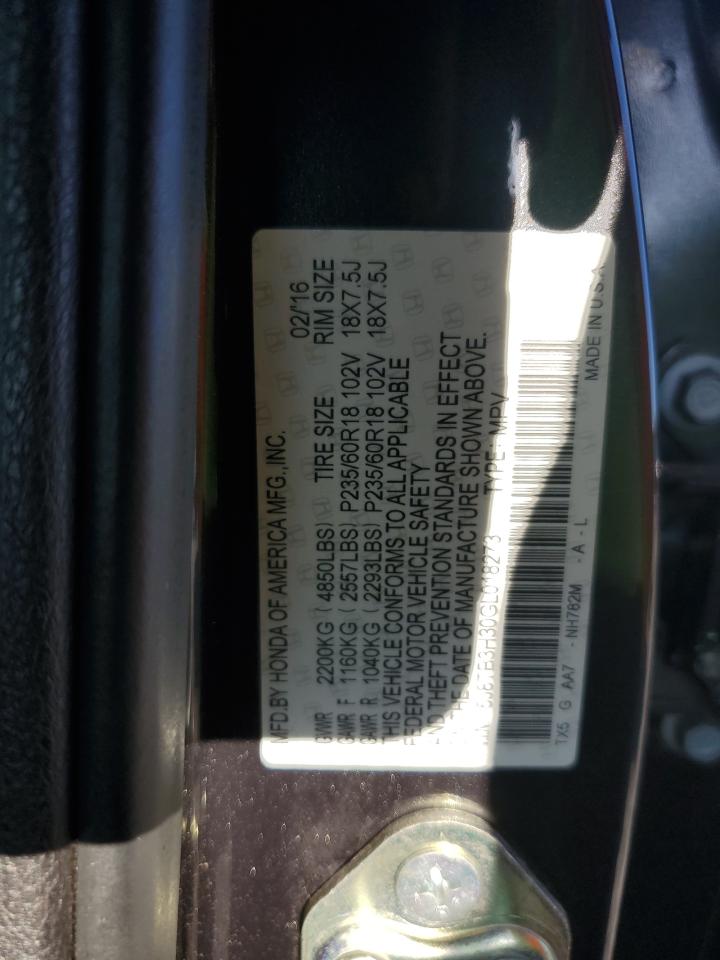 MFD.BY HONDA OF AMERICA MFG.,INC. 02/'16
GVWR 2200KG ( 4850LBS) TIRE SIZE RIM SIZE
GAWR F 1160KG ( 2557LBS) P235/60R18 102V 18X7.5J
GAWR R 1040KG ( 2293LBS) P235/60R18 102V 18X7.5J
THIS VEHICLE CONFORMS TO ALL APPLICABLE
FEDERAL MOTOR VEHICLE SAFETY
AND THEFT PREVENTION STANDARDS IN EFFECT
ON THE DATE OF MANUFACTURE SHOWN ABOVE.
TYPE: MPV
TX5 G AA7 - NH782M - A - L MADE IN U.S.A